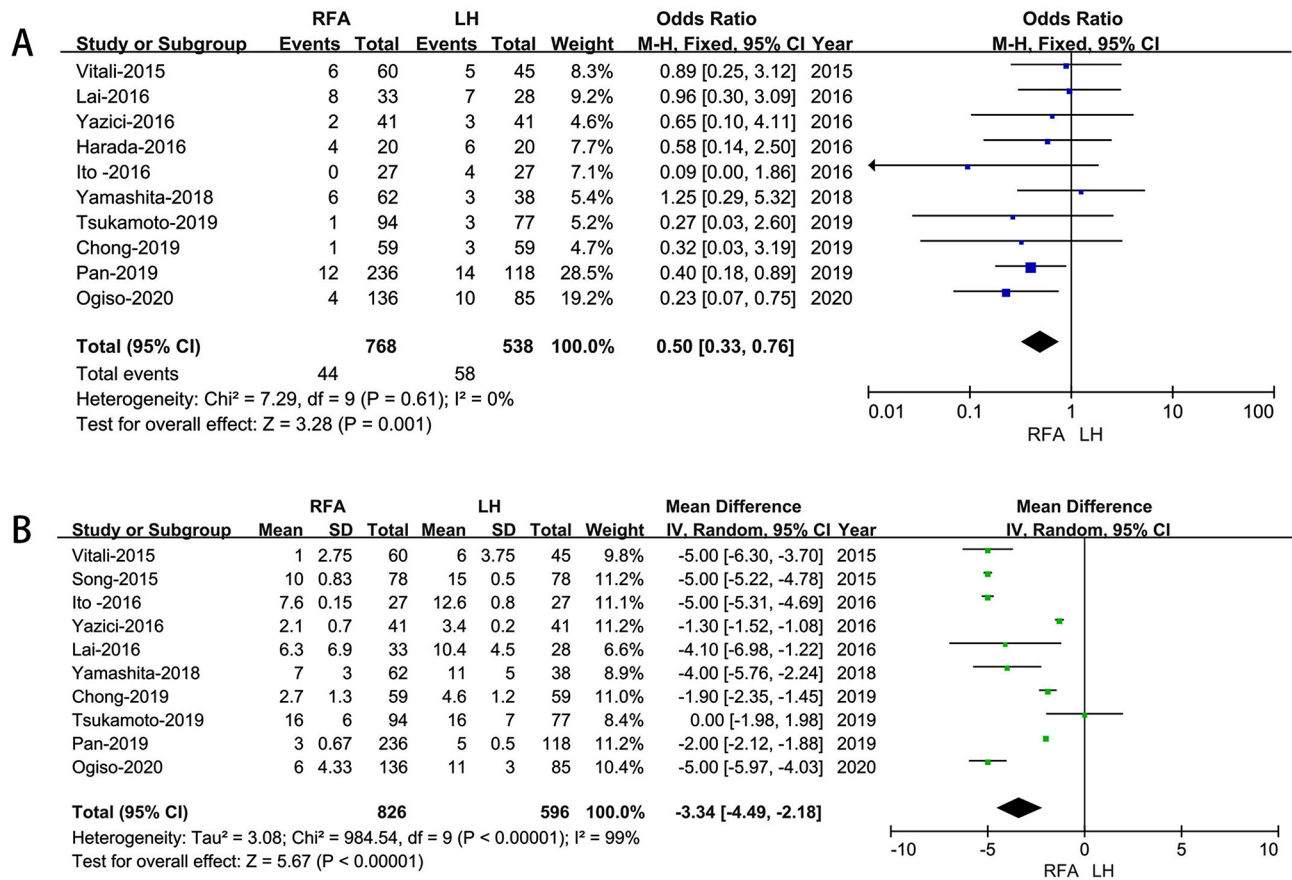 A
RFA LH Odds Ratio Odds Ratio
Study or Subgroup Events Total Events Total Weight M-H, Fixed, 95% CI Year M-H, Fixed, 95% CI
Vitali-2015 6 60 5 45 8.3% 0.89 [0.25, 3.12] 2015
Lai-2016 8 33 7 28 9.2% 0.96 [0.30, 3.09] 2016
Yazici-2016 2 41 3 41 4.6% 0.65 [0.10, 4.11] 2016
Harada-2016 4 20 6 20 7.7% 0.58 [0.14, 2.50] 2016
Ito -2016 0 27 4 27 7.1% 0.09 [0.00, 1.86] 2016
Yamashita-2018 6 62 3 38 5.4% 1.25 [0.29, 5.32] 2018
Tsukamoto-2019 1 94 3 77 5.2% 0.27 [0.03, 2.60] 2019
Chong-2019 1 59 3 59 4.7% 0.32 [0.03, 3.19] 2019
Pan-2019 12 236 14 118 28.5% 0.40 [0.18, 0.89] 2019
Ogiso-2020 4 136 10 85 19.2% 0.23 [0.07, 0.75] 2020
Total (95% CI) 768 538 100.0% 0.50 [0.33, 0.76]
Total events 44 58
Heterogeneity: Chi² = 7.29, df = 9 (P = 0.61); I² = 0%
Test for overall effect: Z = 3.28 (P = 0.001)
0.01 0.1 1 10 100
RFA LH
B
RFA LH Mean Difference Mean Difference
Study or Subgroup Mean SD Total Mean SD Total Weight IV, Random, 95% CI Year IV, Random, 95% CI
Vitali-2015 1 2.75 60 6 3.75 45 9.8% -5.00 [-6.30, -3.70] 2015
Song-2015 10 0.83 78 15 0.5 78 11.2% -5.00 [-5.22, -4.78] 2015
Ito -2016 7.6 0.15 27 12.6 0.8 27 11.1% -5.00 [-5.31, -4.69] 2016
Yazici-2016 2.1 0.7 41 3.4 0.2 41 11.2% -1.30 [-1.52, -1.08] 2016
Lai-2016 6.3 6.9 33 10.4 4.5 28 6.6% -4.10 [-6.98, -1.22] 2016
Yamashita-2018 7 3 62 11 5 38 8.9% -4.00 [-5.76, -2.24] 2018
Chong-2019 2.7 1.3 59 4.6 1.2 59 11.0% -1.90 [-2.35, -1.45] 2019
Tsukamoto-2019 16 6 94 16 7 77 8.4% 0.00 [-1.98, 1.98] 2019
Pan-2019 3 0.67 236 5 0.5 118 11.2% -2.00 [-2.12, -1.88] 2019
Ogiso-2020 6 4.33 136 11 3 85 10.4% -5.00 [-5.97, -4.03] 2020
Total (95% CI) 826 596 100.0% -3.34 [-4.49, -2.18]
Heterogeneity: Tau² = 3.08; Chi² = 984.54, df = 9 (P < 0.00001); I² = 99%
Test for overall effect: Z = 5.67 (P < 0.00001)
-10 -5 0 5 10
RFA LH